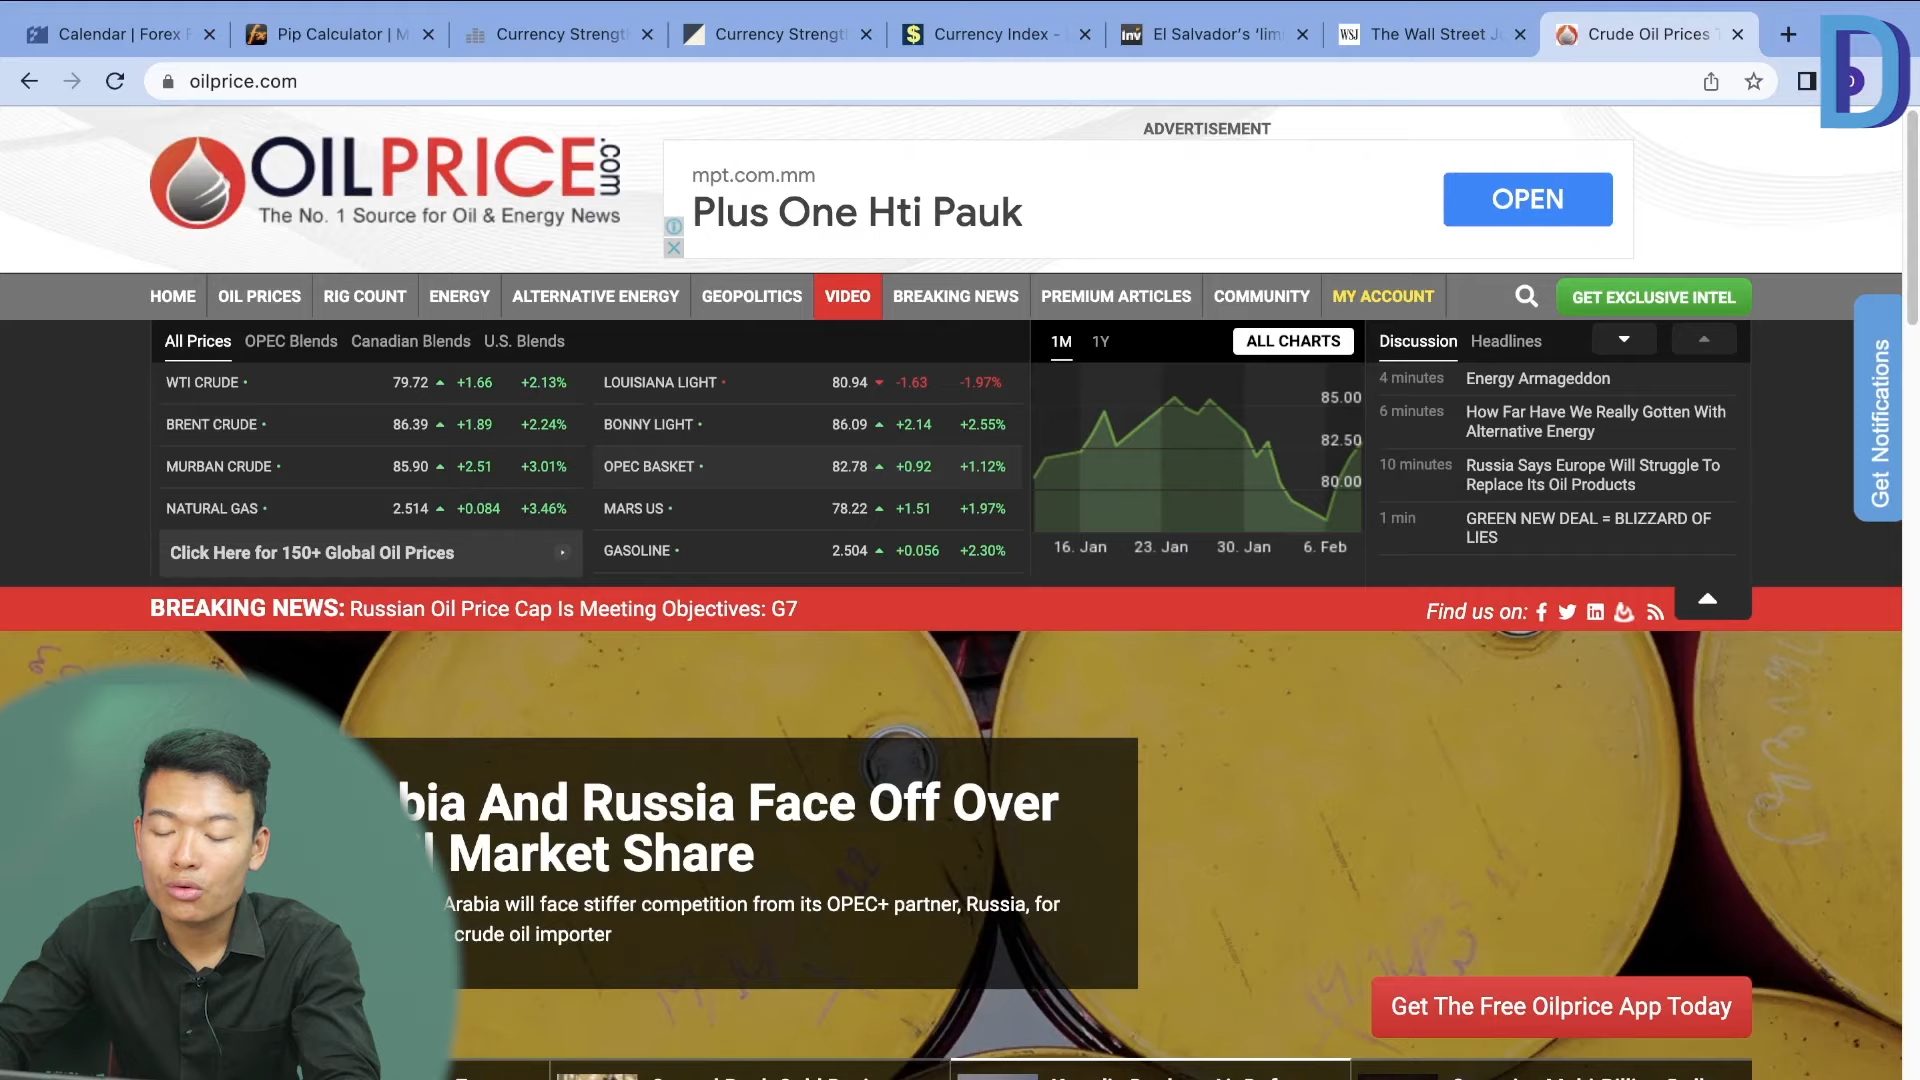 Calendar | Forex F
Pip Calculator | M
Currency Strengt
Currency Strengt
Currency Index -
El Salvador's 'lim
The Wall Street Jo
Crude Oil Prices T
oilprice.com
ADVERTISEMENT
OILPRICE.com
The No. 1 Source for Oil & Energy News
mpt.com.mm
Plus One Hti Pauk
OPEN
HOME
OIL PRICES
RIG COUNT
ENERGY
ALTERNATIVE ENERGY
GEOPOLITICS
VIDEO
BREAKING NEWS
PREMIUM ARTICLES
COMMUNITY
MY ACCOUNT
GET EXCLUSIVE INTEL
Get Notifications
All Prices OPEC Blends Canadian Blends U.S. Blends
WTI CRUDE • 79.72 +1.66 +2.13%
BRENT CRUDE • 86.39 +1.89 +2.24%
MURBAN CRUDE • 85.90 +2.51 +3.01%
NATURAL GAS • 2.514 +0.084 +3.46%
Click Here for 150+ Global Oil Prices
LOUISIANA LIGHT • 80.94 -1.63 -1.97%
BONNY LIGHT • 86.09 +2.14 +2.55%
OPEC BASKET • 82.78 +0.92 +1.12%
MARS US • 78.22 +1.51 +1.97%
GASOLINE • 2.504 +0.056 +2.30%
1M 1Y ALL CHARTS
85.00
82.50
80.00
16. Jan 23. Jan 30. Jan 6. Feb
Discussion Headlines
4 minutes Energy Armageddon
6 minutes How Far Have We Really Gotten With
Alternative Energy
10 minutes Russia Says Europe Will Struggle To
Replace Its Oil Products
1 min GREEN NEW DEAL = BLIZZARD OF
LIES
BREAKING NEWS: Russian Oil Price Cap Is Meeting Objectives: G7
Find us on:
bia And Russia Face Off Over
Market Share
Arabia will face stiffer competition from its OPEC+ partner, Russia, for
crude oil importer
Get The Free Oilprice App Today